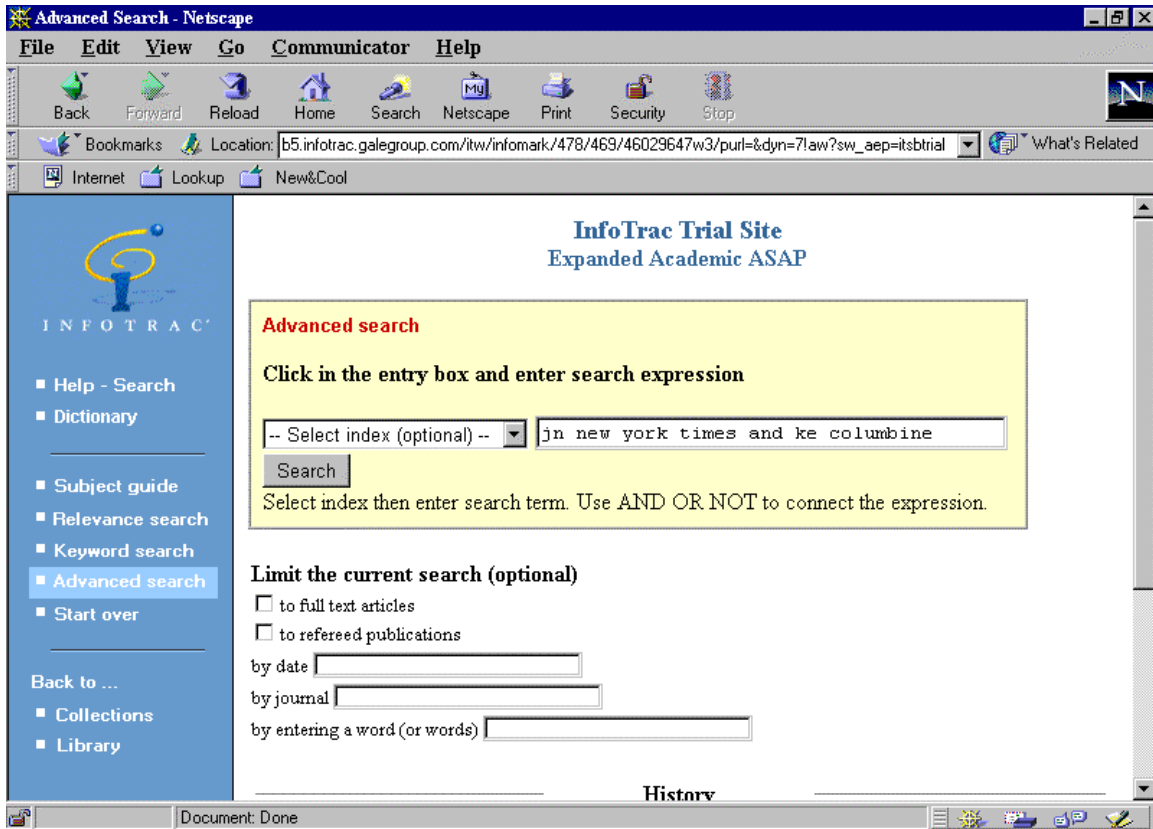 Advanced Search - Netscape
File Edit View Go Communicator Help
My
N
Back Forward Reload Home Search Netscape Print Security Stop
Bookmarks Location: b5.infotrac.galegroup.com/itw/infomark/478/469/46029647w3/purl=&dyn=7!aw?sw_aep=itsbtrial What's Related
Internet Lookup New&Cool
INFOTRAC
Help - Search
Dictionary
Subject guide
Relevance search
Keyword search
Advanced search
Start over
Back to ...
Collections
Library
InfoTrac Trial Site
Expanded Academic ASAP
Advanced search
Click in the entry box and enter search expression
-- Select index (optional) -- jn new york times and ke columbine
Search
Select index then enter search term. Use AND OR NOT to connect the expression.
Limit the current search (optional)
to full text articles
to refereed publications
by date
by journal
by entering a word (or words)
History
Document: Done